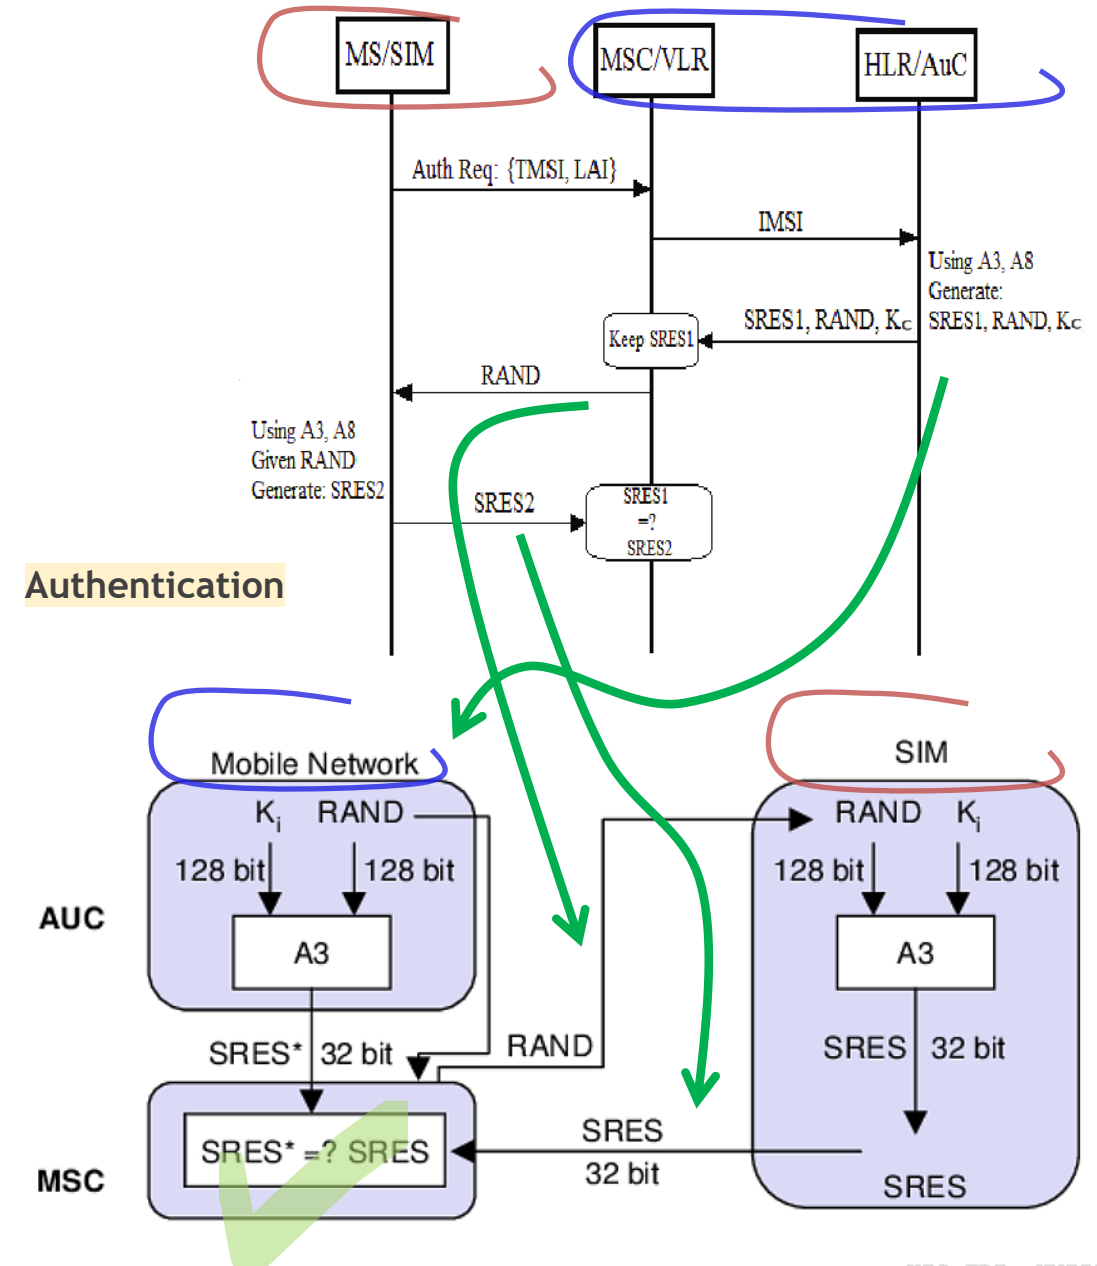 MS/SIM
MSC/VLR
HLR/AuC
Auth Req: {TMSI, LAI}
IMSI
Using A3, A8
Generate:
SRES1, RAND, Kc
SRES1, RAND, Kc
Keep SRES1
RAND
Using A3, A8
Given RAND
Generate: SRES2
SRES2
SRES1
=?
SRES2
Authentication
Mobile Network
SIM
Ki RAND
RAND Ki
128 bit 128 bit
128 bit 128 bit
AUC
A3
A3
SRES* 32 bit
RAND
SRES 32 bit
SRES* =? SRES
SRES
32 bit
MSC
SRES